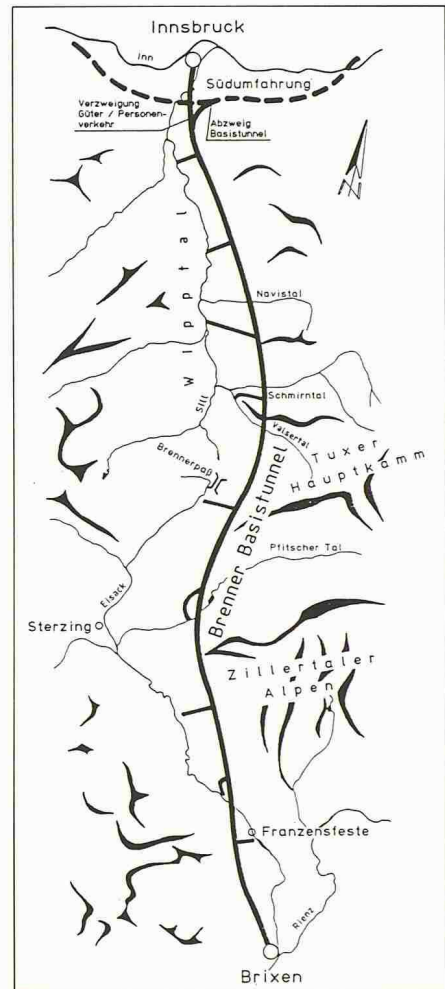 Innsbruck
Inn
Südumfahrung
Verzweigung
Güter / Personen-
verkehr
Abzweig
Basistunnel
N
Wipptal
Navistal
Schmirntal
Sill
Valsertal
Tuxer
Hauptkamm
Brennerpaß
Brenner Basistunnel
Pfitscher Tal
Eisack
Sterzing
Zillertaler
Alpen
Franzensfeste
Rienz
Brixen